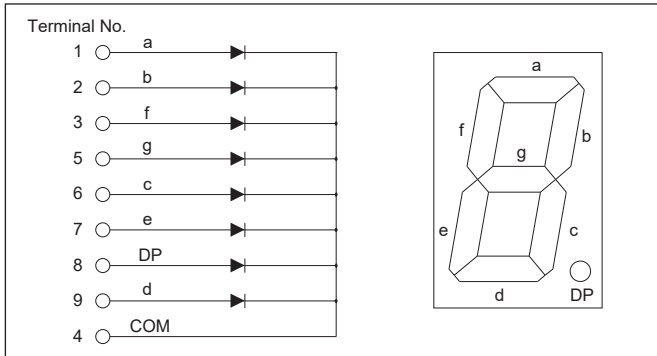 Terminal No.
1 a
2 b
3 f
5 g
6 c
7 e
8 DP
9 d
4 COM
a
f
b
g
e
c
d
DP